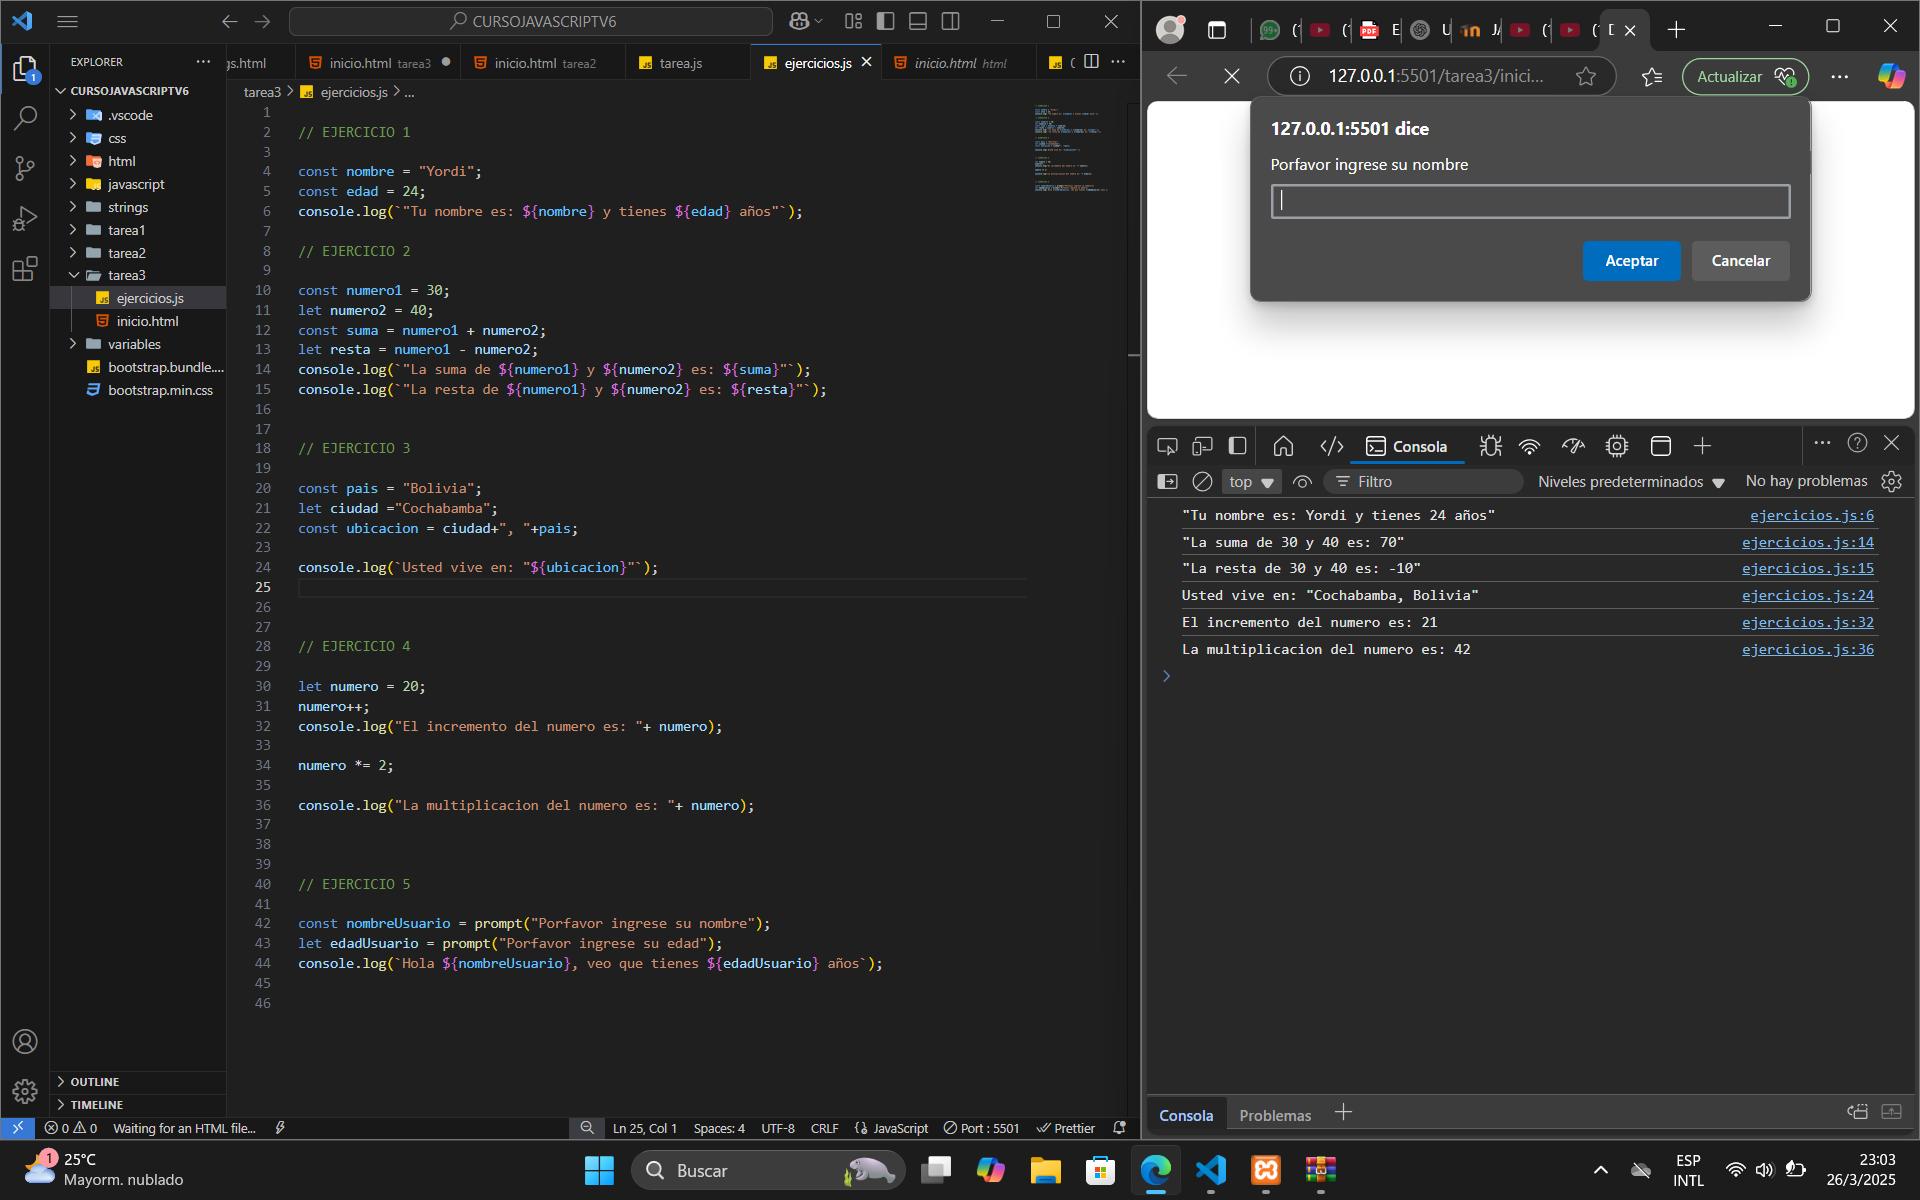 CURSOJAVASCRIPTV6
EXPLORER
gs.html
inicio.html tarea3
inicio.html tarea2
tarea.js
ejercicios.js
inicio.html html
CURSOJAVASCRIPTV6
.vscode
css
html
javascript
strings
tarea1
tarea2
tarea3
ejercicios.js
inicio.html
variables
bootstrap.bundle....
bootstrap.min.css
OUTLINE
TIMELINE
tarea3 > ejercicios.js > ...
1
2 // EJERCICIO 1
3
4 const nombre = "Yordi";
5 const edad = 24;
6 console.log(`"Tu nombre es: ${nombre} y tienes ${edad} años"`);
7
8 // EJERCICIO 2
9
10 const numero1 = 30;
11 let numero2 = 40;
12 const suma = numero1 + numero2;
13 let resta = numero1 - numero2;
14 console.log(`"La suma de ${numero1} y ${numero2} es: ${suma}"`);
15 console.log(`"La resta de ${numero1} y ${numero2} es: ${resta}"`);
16
17
18 // EJERCICIO 3
19
20 const pais = "Bolivia";
21 let ciudad ="Cochabamba";
22 const ubicacion = ciudad+", "+pais;
23
24 console.log(`Usted vive en: "${ubicacion}"`);
25
26
27
28 // EJERCICIO 4
29
30 let numero = 20;
31 numero++;
32 console.log("El incremento del numero es: "+ numero);
33
34 numero *= 2;
35
36 console.log("La multiplicacion del numero es: "+ numero);
37
38
39
40 // EJERCICIO 5
41
42 const nombreUsuario = prompt("Porfavor ingrese su nombre");
43 let edadUsuario = prompt("Porfavor ingrese su edad");
44 console.log(`Hola ${nombreUsuario}, veo que tienes ${edadUsuario} años`);
45
46
0 0 Waiting for an HTML file... Ln 25, Col 1 Spaces: 4 UTF-8 CRLF {} JavaScript Port : 5501 Prettier
127.0.0.1:5501/tarea3/inici...
Actualizar
127.0.0.1:5501 dice
Porfavor ingrese su nombre
Aceptar
Cancelar
Consola
top
Filtro
Niveles predeterminados
No hay problemas
"Tu nombre es: Yordi y tienes 24 años" ejercicios.js:6
"La suma de 30 y 40 es: 70" ejercicios.js:14
"La resta de 30 y 40 es: -10" ejercicios.js:15
Usted vive en: "Cochabamba, Bolivia" ejercicios.js:24
El incremento del numero es: 21 ejercicios.js:32
La multiplicacion del numero es: 42 ejercicios.js:36
Consola
Problemas
1
25°C
Mayorm. nublado
Buscar
ESP
INTL
23:03
26/3/2025